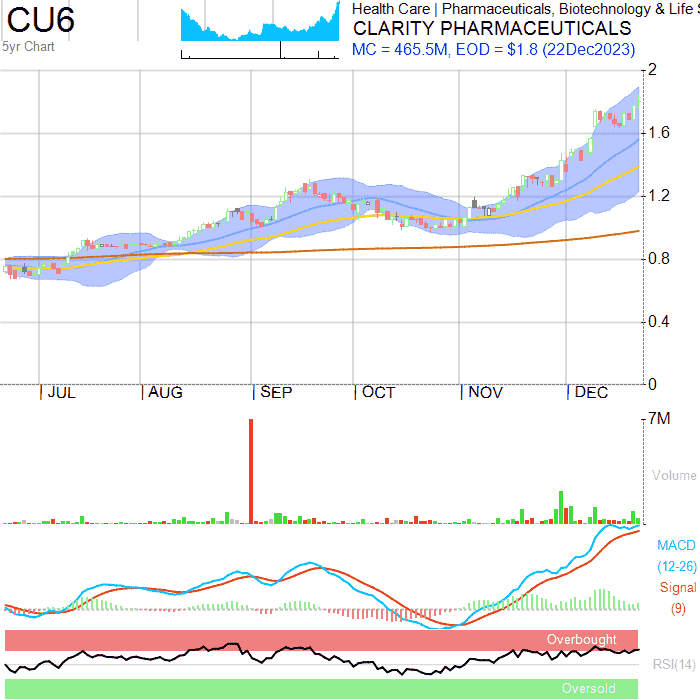 CU6
5yr Chart
Health Care | Pharmaceuticals, Biotechnology & Life S
CLARITY PHARMACEUTICALS
MC = 465.5M, EOD = $1.8 (22Dec2023)
2
1.6
1.2
0.8
0.4
0
| JUL | AUG | SEP | OCT | NOV | DEC
7M
Volume
MACD
(12-26)
Signal
(9)
Overbought
RSI(14)
Oversold